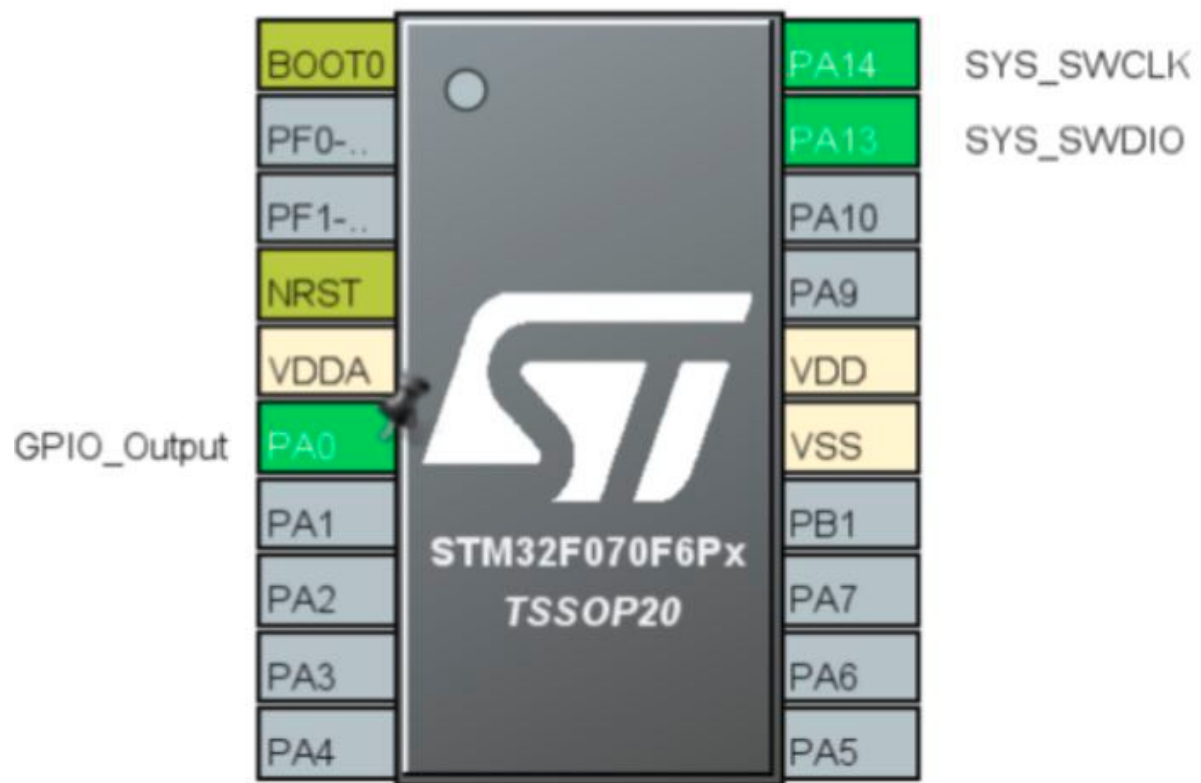 BOOT0
PF0-..
PF1-..
NRST
VDDA
GPIO_Output PA0
PA1
PA2
PA3
PA4
STM32F070F6Px
TSSOP20
PA14 SYS_SWCLK
PA13 SYS_SWDIO
PA10
PA9
VDD
VSS
PB1
PA7
PA6
PA5